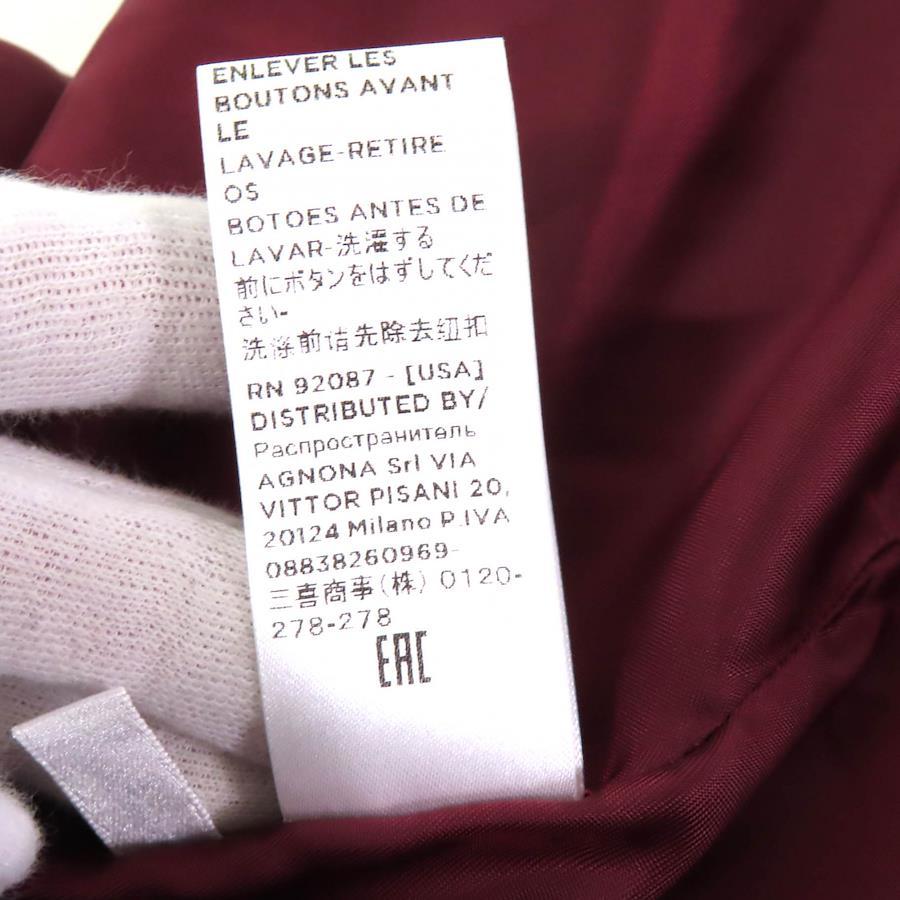 ENLEVER LES
BOUTONS AVANT
LE
LAVAGE-RETIRE
OS
BOTOES ANTES DE
LAVAR-洗濯する
前にボタンをはずしてくだ
さい-
洗涤前请先除去纽扣
RN 92087 - [USA]
DISTRIBUTED BY/
Распространитель
AGNONA Srl VIA
VITTOR PISANI 20,
20124 Milano P.IVA
08838260969-
三喜商事(株) 0120-
278-278
EAC